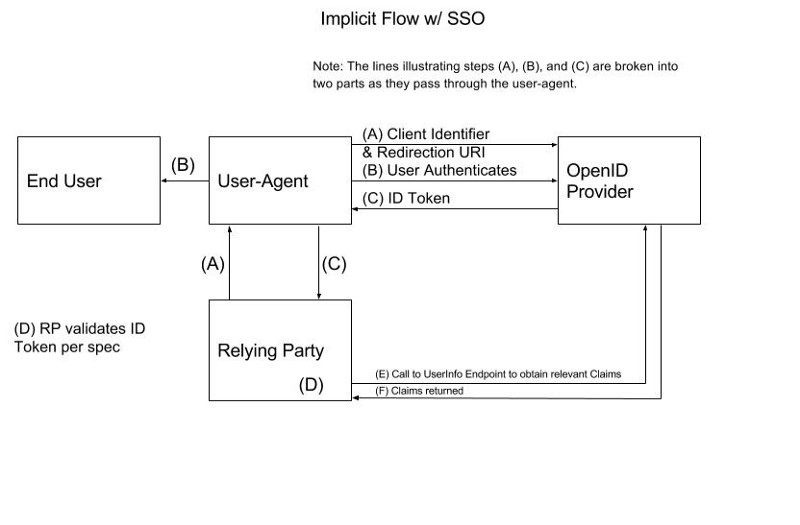 Implicit Flow w/ SSO
Note: The lines illustrating steps (A), (B), and (C) are broken into
two parts as they pass through the user-agent.
End User
(B)
User-Agent
(A) Client Identifier
& Redirection URI
(B) User Authenticates
(C) ID Token
OpenID
Provider
(A)
(C)
(D) RP validates ID
Token per spec
Relying Party
(D)
(E) Call to UserInfo Endpoint to obtain relevant Claims
(F) Claims returned